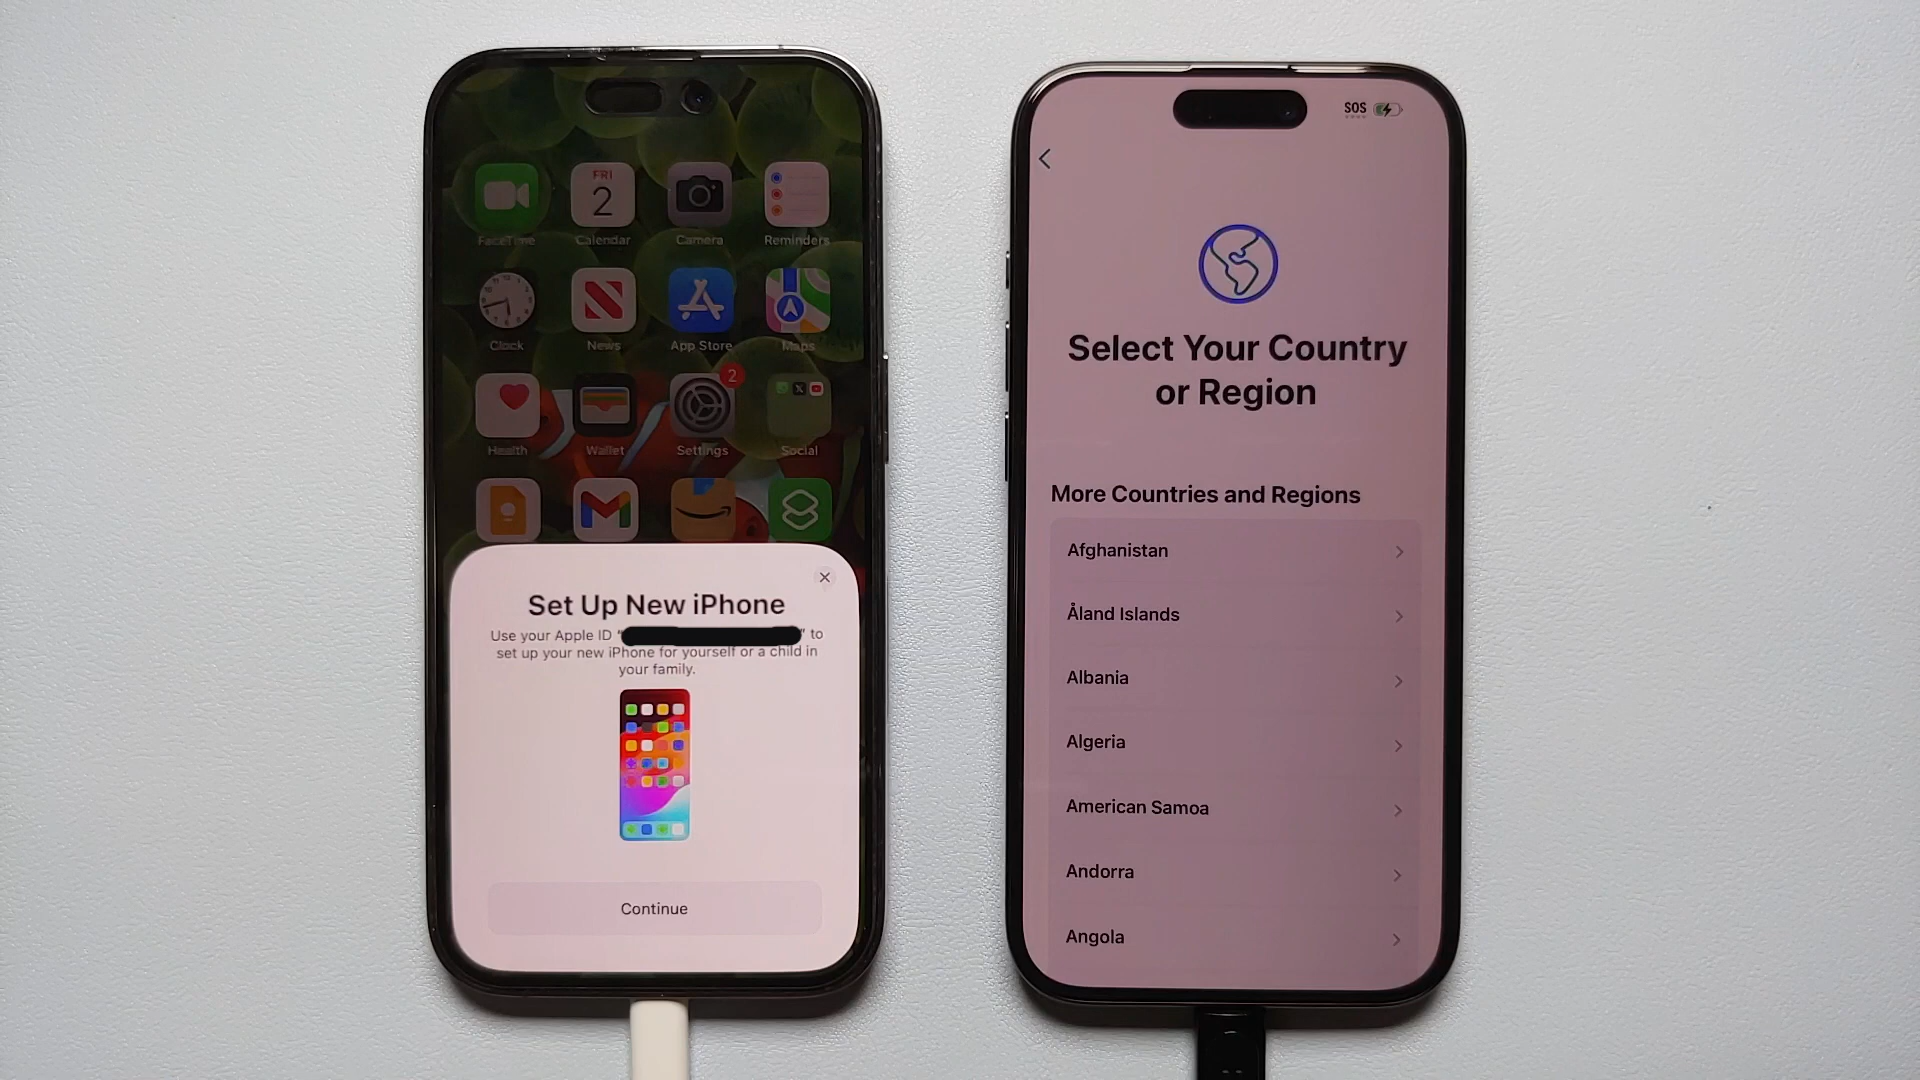 FRI
2
FaceTime
Calendar
Camera
Reminders
Clock
News
App Store
Maps
2
Health
Wallet
Settings
Social
Set Up New iPhone
Use your Apple ID “ ” to
set up your new iPhone for yourself or a child in
your family.
Continue
SOS
Select Your Country
or Region
More Countries and Regions
Afghanistan
Åland Islands
Albania
Algeria
American Samoa
Andorra
Angola